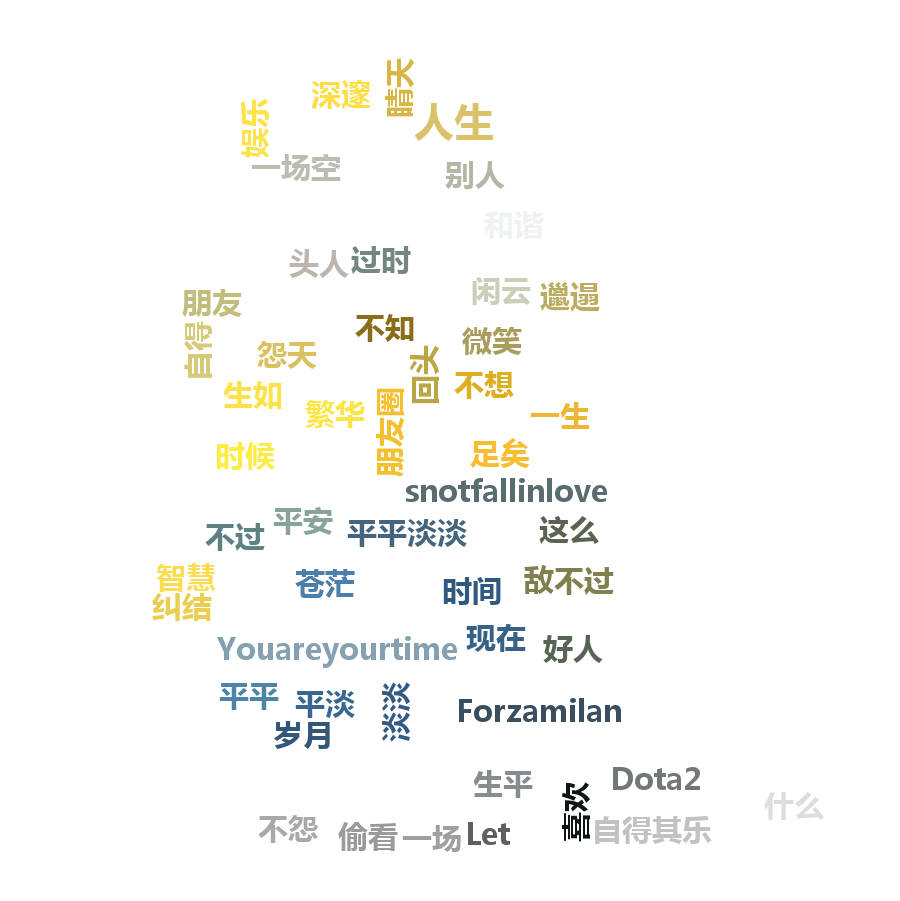 晴天
深邃
人生
娱乐
一场空
别人
和谐
头人
过时
闲云
邋遢
朋友
不知
微笑
自得
怨天
回头
不想
生如
繁华
朋友圈
一生
时候
足矣
snotfallinlove
平安
不过
平平淡淡
这么
智慧
苍茫
时间
敌不过
纠结
Youareyourtime
现在
好人
平平
平淡
淡淡
Forzamilan
岁月
生平
喜欢
Dota2
什么
不怨
偷看
一场
Let
自得其乐